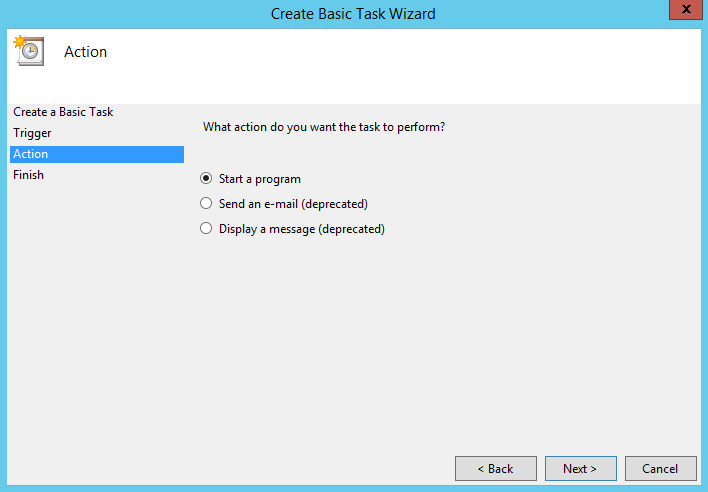 Create Basic Task Wizard
x
Action
Create a Basic Task
Trigger
Action
Finish
What action do you want the task to perform?
Start a program
Send an e-mail (deprecated)
Display a message (deprecated)
< Back
Next >
Cancel